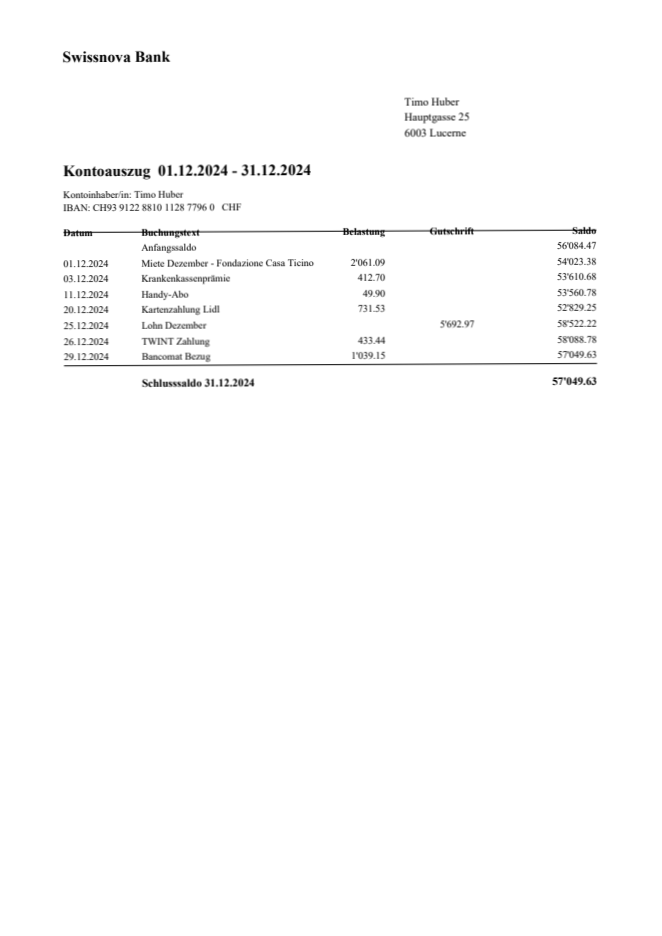 Swissnova Bank
Timo Huber
Hauptgasse 25
6003 Lucerne
Kontoauszug 01.12.2024 - 31.12.2024
Kontoinhaber/in: Timo Huber
IBAN: CH93 9122 8810 1128 7796 0 CHF
Datum Buchungstext Belastung Gutschrift Saldo
Anfangssaldo 56'084.47
01.12.2024 Miete Dezember - Fondazione Casa Ticino 2'061.09 54'023.38
03.12.2024 Krankenkassenprämie 412.70 53'610.68
11.12.2024 Handy-Abo 49.90 53'560.78
20.12.2024 Kartenzahlung Lidl 731.53 52'829.25
25.12.2024 Lohn Dezember 5'692.97 58'522.22
26.12.2024 TWINT Zahlung 433.44 58'088.78
29.12.2024 Bancomat Bezug 1'039.15 57'049.63
Schlusssaldo 31.12.2024 57'049.63